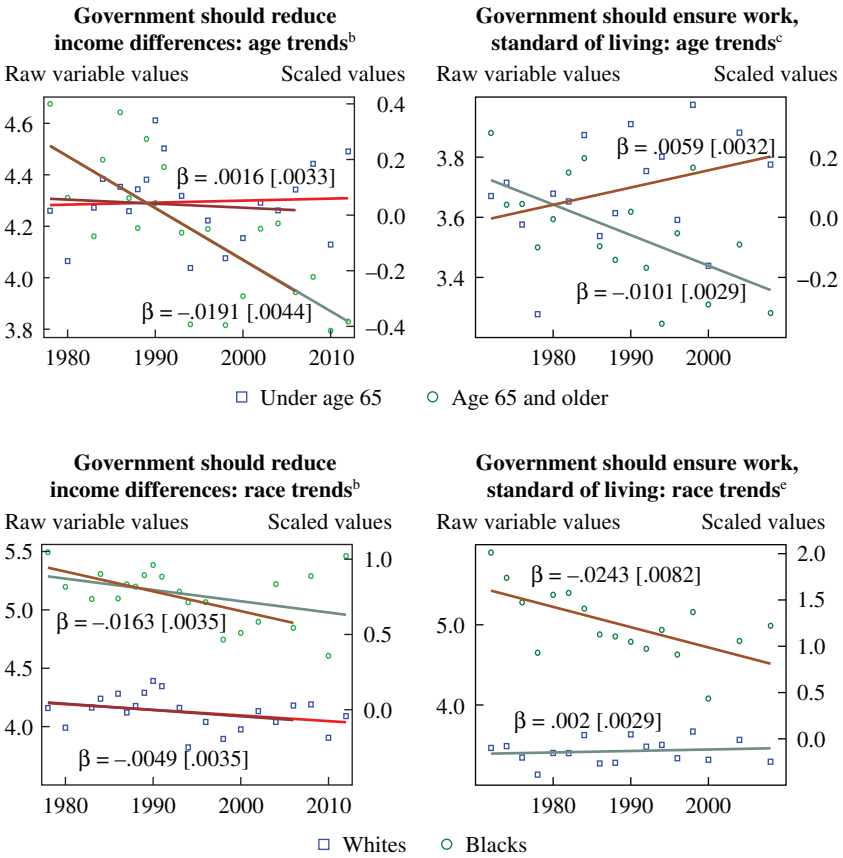 Government should reduce
income differences: age trendsᵇ
Raw variable values Scaled values
4.6
4.4
4.2
4.0
3.8
0.4
0.2
0.0
−0.2
−0.4
β = .0016 [.0033]
β = –.0191 [.0044]
1980 1990 2000 2010
Government should ensure work,
standard of living: age trendsᶜ
Raw variable values Scaled values
3.8
3.6
3.4
0.2
0.0
−0.2
β = .0059 [.0032]
β = –.0101 [.0029]
1980 1990 2000
Under age 65 Age 65 and older
Government should reduce
income differences: race trendsᵇ
Raw variable values Scaled values
5.5
5.0
4.5
4.0
1.0
0.5
0.0
β = –.0163 [.0035]
β = –.0049 [.0035]
1980 1990 2000 2010
Government should ensure work,
standard of living: race trendsᵉ
Raw variable values Scaled values
5.0
4.0
2.0
1.5
1.0
0.5
0.0
β = –.0243 [.0082]
β = .002 [.0029]
1980 1990 2000
Whites Blacks